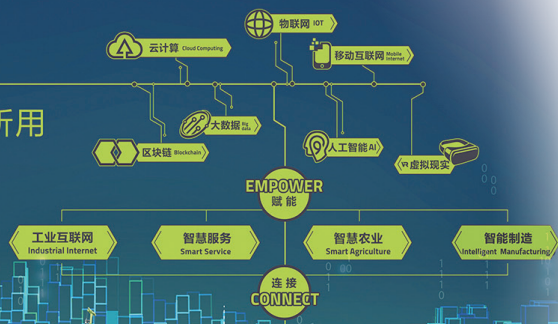 物联网 IOT
云计算 Cloud Computing
移动互联网 Mobile Internet
新用
大数据 Big data
区块链 Blockchain
人工智能 AI
VR 虚拟现实
EMPOWER
赋能
工业互联网
Industrial Internet
智慧服务
Smart Service
智慧农业
Smart Agriculture
智能制造
Intelligent Manufacturing
连接
CONNECT